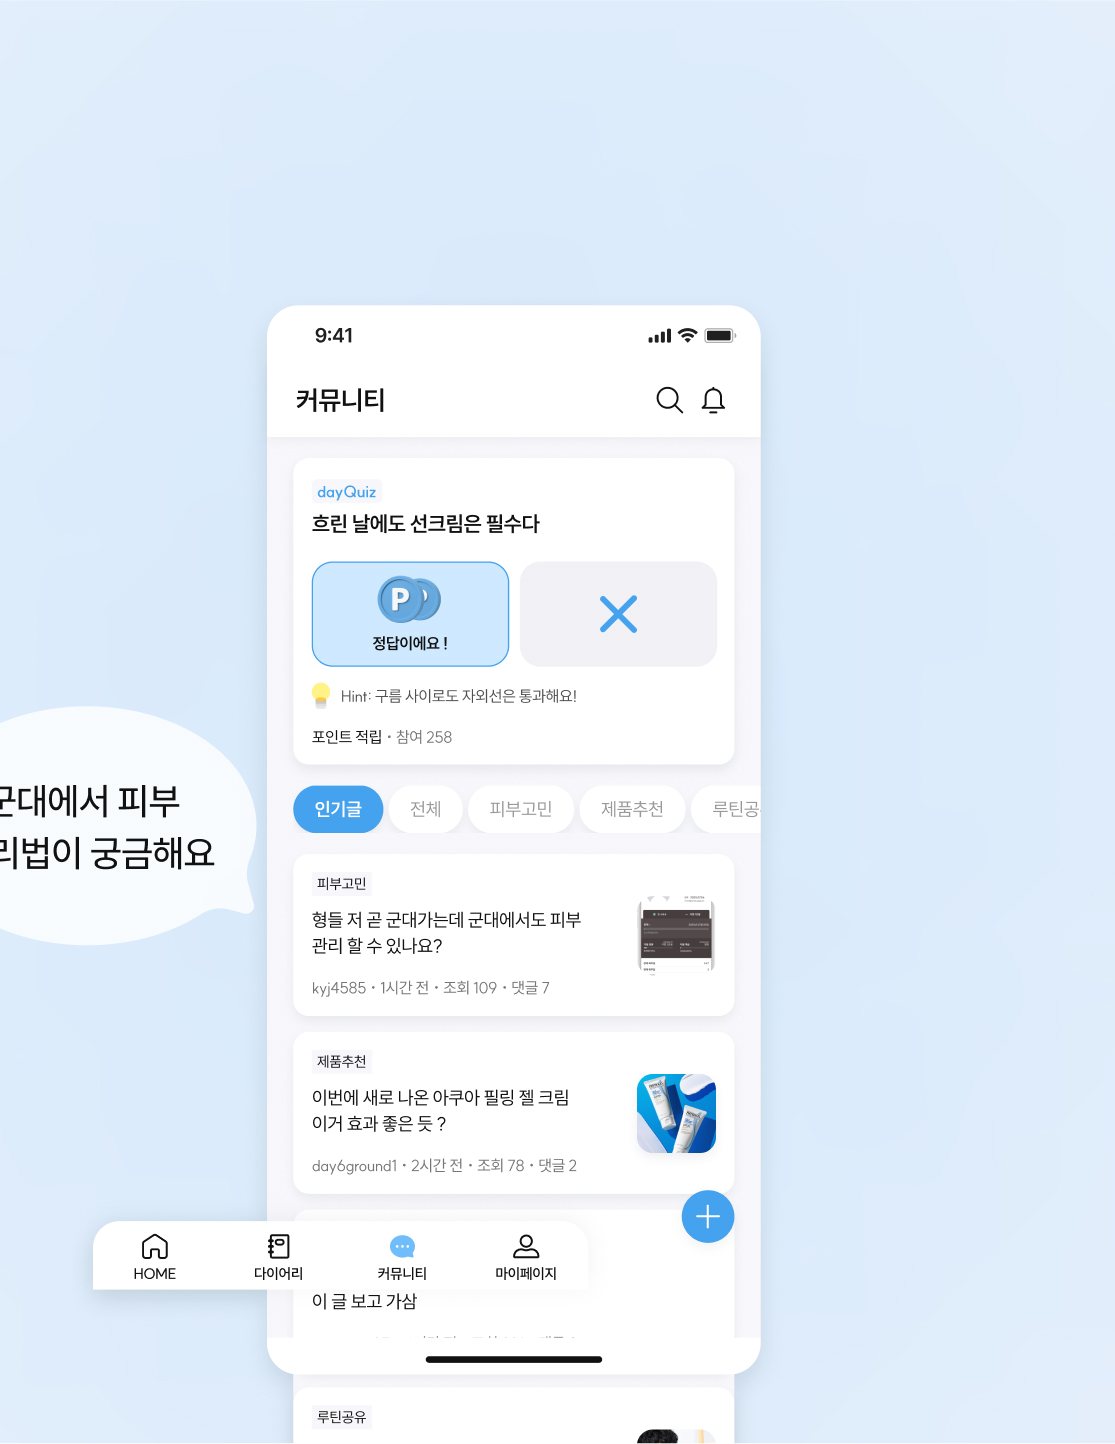 9:41
커뮤니티
dayQuiz
흐린 날에도 선크림은 필수다
P
정답이에요 !
Hint: 구름 사이로도 자외선은 통과해요!
포인트 적립 · 참여 258
군대에서 피부
리법이 궁금해요
인기글
전체
피부고민
제품추천
루틴공
피부고민
형들 저 곧 군대가는데 군대에서도 피부
관리 할 수 있나요?
kyj4585 · 1시간 전 · 조회 109 · 댓글 7
제품추천
이번에 새로 나온 아쿠아 필링 젤 크림
이거 효과 좋은 듯 ?
day6ground1 · 2시간 전 · 조회 78 · 댓글 2
HOME
다이어리
커뮤니티
마이페이지
이 글 보고 가삼
루틴공유